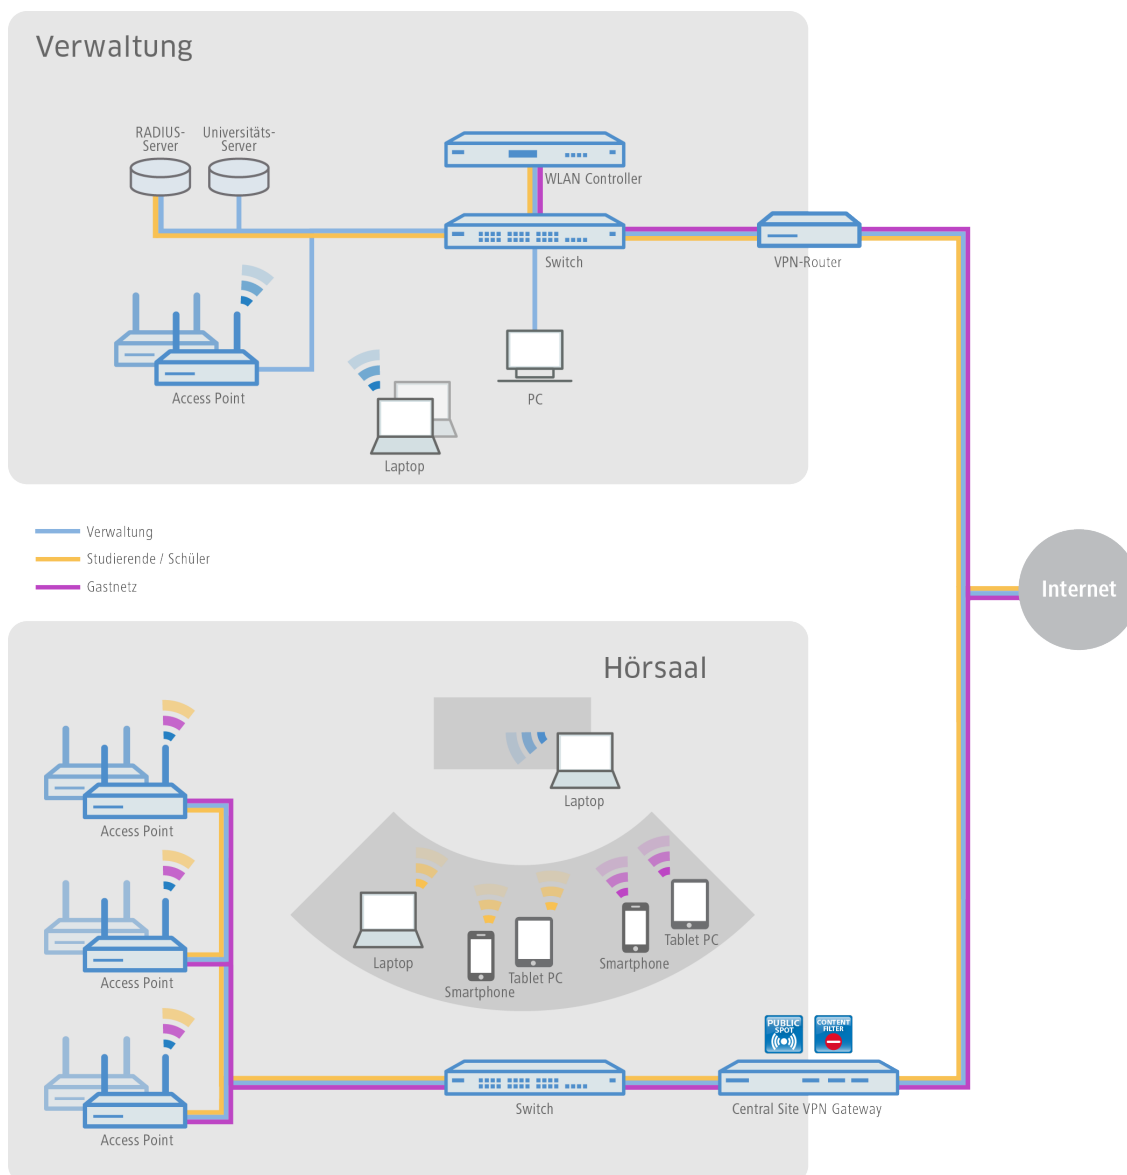 Verwaltung
RADIUS-
Server
Universitäts-
Server
WLAN Controller
Switch
VPN-Router
Access Point
PC
Laptop
Verwaltung
Studierende / Schüler
Gastnetz
Internet
Hörsaal
Laptop
Access Point
Laptop
Smartphone
Tablet PC
Smartphone
Tablet PC
Access Point
PUBLIC
SPOT
CONTENT
FILTER
Switch
Central Site VPN Gateway
Access Point